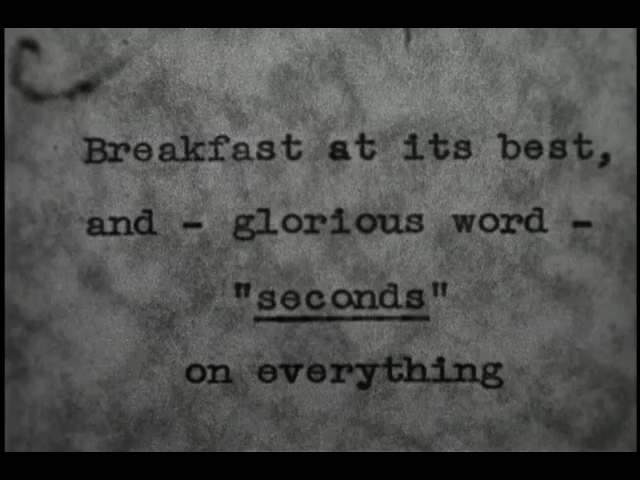 Breakfast at its best,
and - glorious word -
"seconds"
on everything